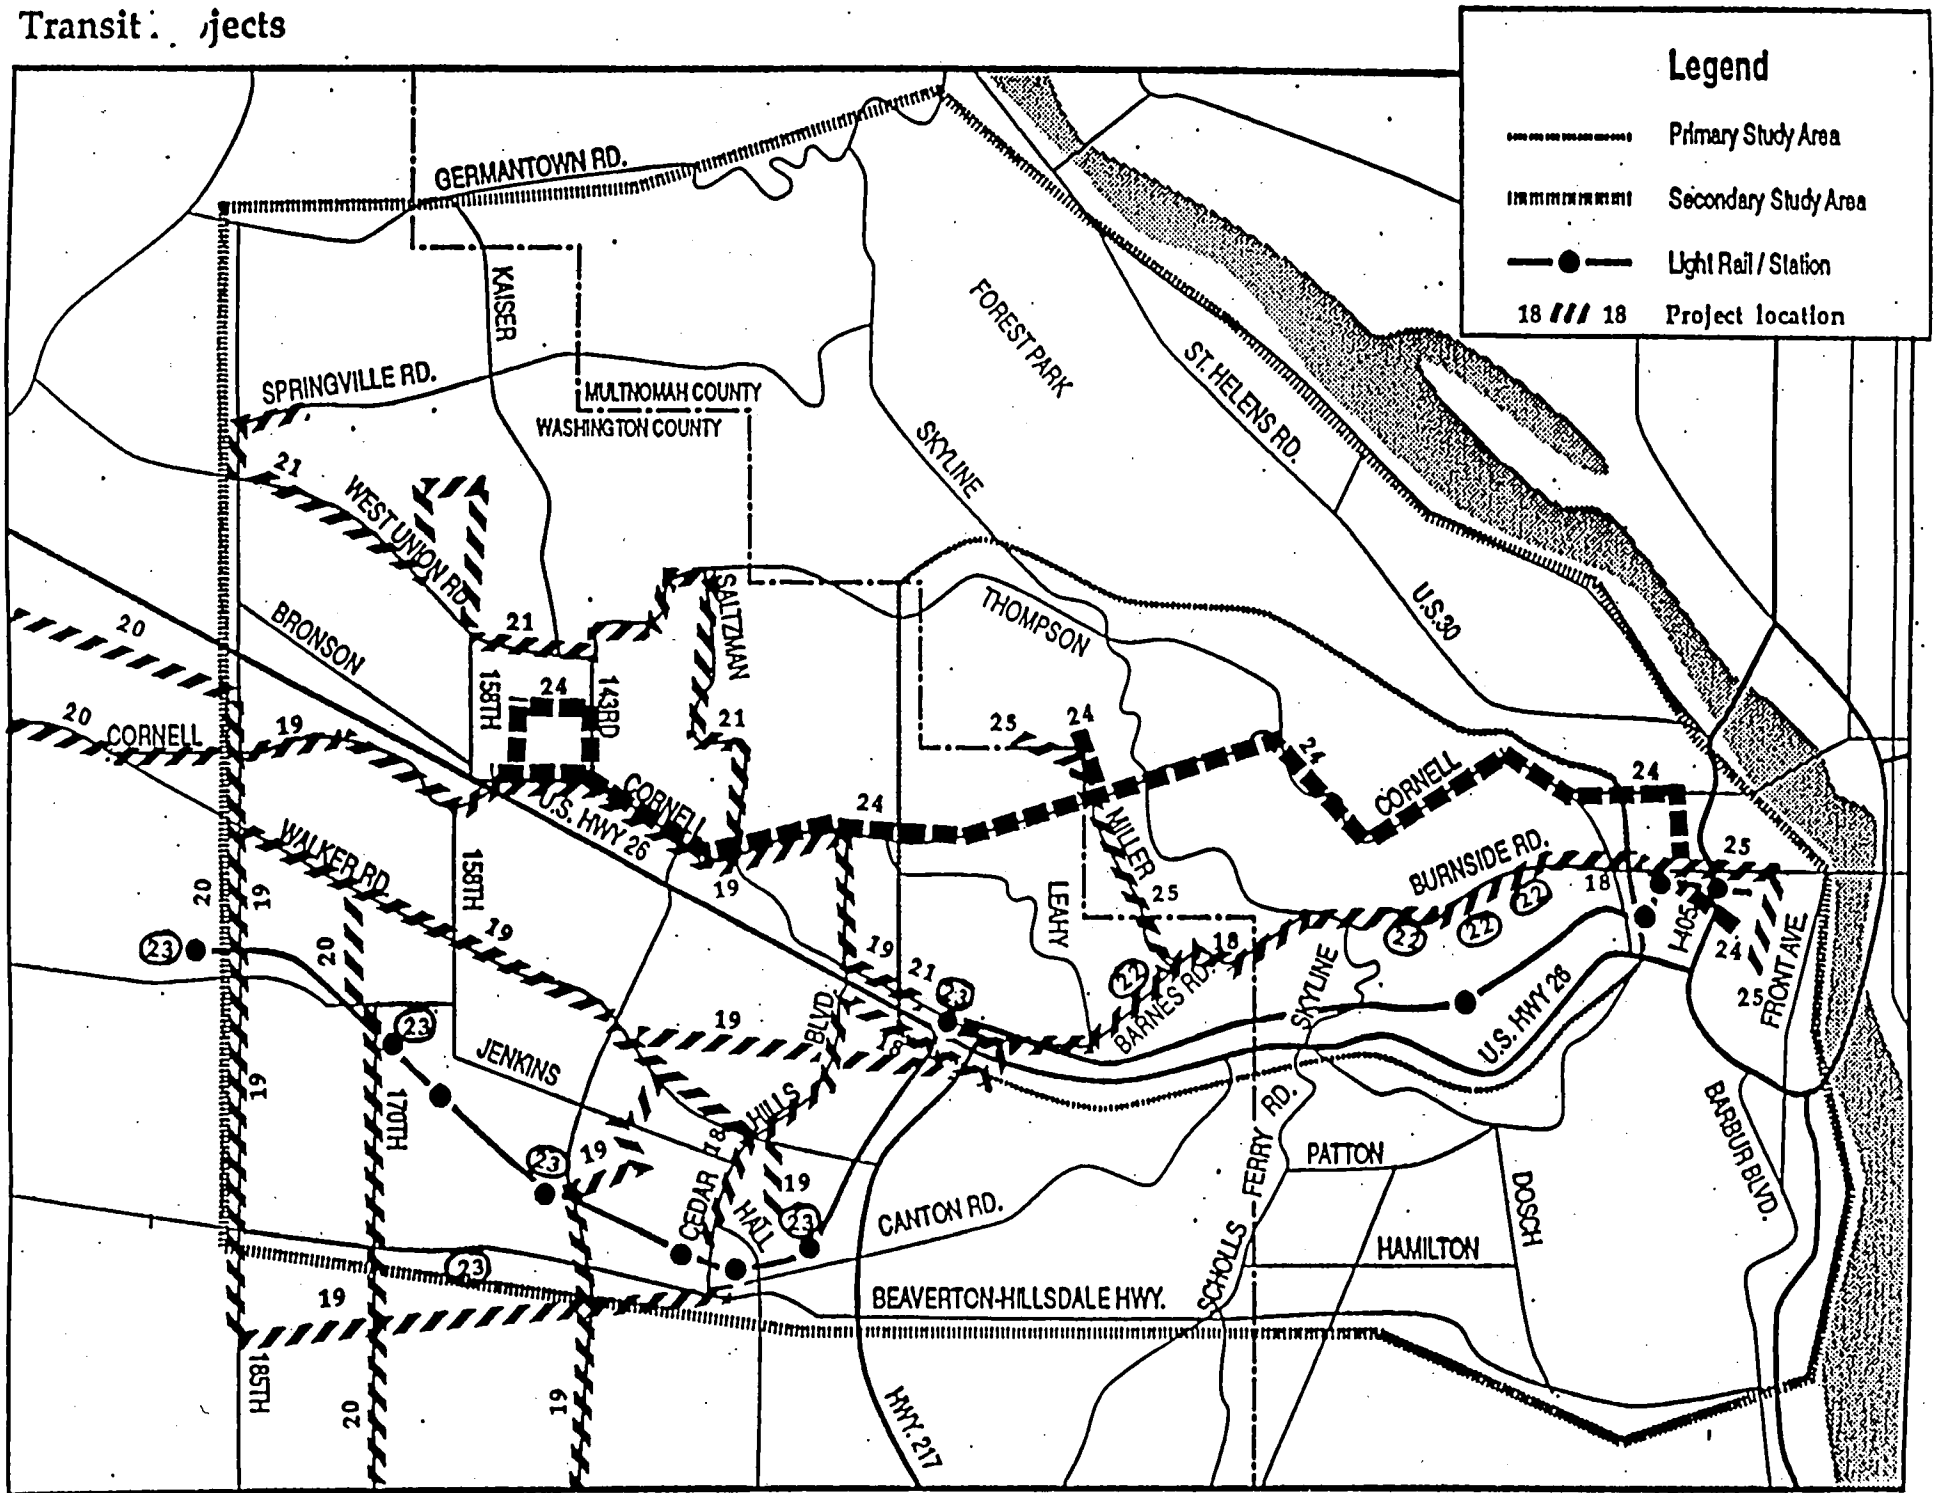 Transit jects
Legend
Primary Study Area
Secondary Study Area
Light Rail / Station
18 18 Project location
GERMANTOWN RD.
KAISER
FOREST PARK
SPRINGVILLE RD.
MULTNOMAH COUNTY
WASHINGTON COUNTY
ST. HELENS RD.
SKYLINE
21
WEST UNION RD.
SALTZMAN
THOMPSON
U.S.30
BRONSON
20
21
158TH
24
143RD
20
CORNELL
19
21
25
24
24
CORNELL
24
CORNELL
U.S. HWY 26
24
MILLER
BURNSIDE RD.
25
WALKER RD.
158TH
19
18
22
20
19
LEAHY
25
22
22
I-405
24
FRONT AVE.
23
20
19
19
21
23
22
18
BARNES RD.
SKYLINE
U.S. HWY 26
25
23
19
BLVD.
18
JENKINS
19
170TH
HILLS
BARBUR BLVD.
23
19
18
CEDAR
HALL
19
23
CANTON RD.
SCHOLLS FERRY RD.
PATTON
DOSCH
HAMILTON
23
19
BEAVERTON-HILLSDALE HWY.
185TH
20
19
HWY. 217